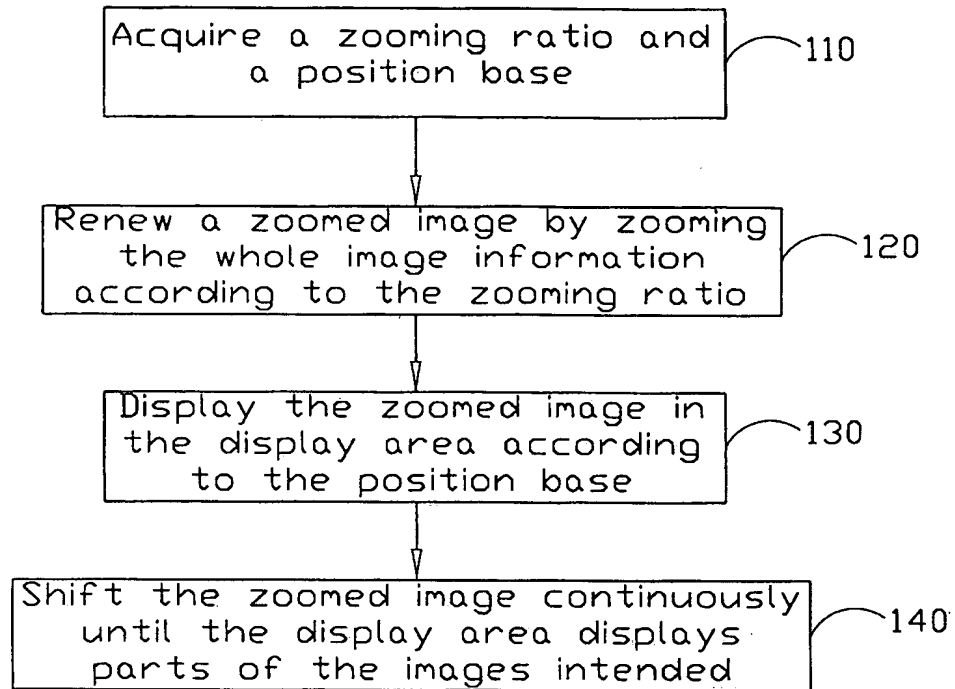 Acquire a zooming ratio and
a position base
110
Renew a zoomed image by zooming
the whole image information
according to the zooming ratio
120
Display the zoomed image in
the display area according
to the position base
130
Shift the zoomed image continuously
until the display area displays
parts of the images intended
140